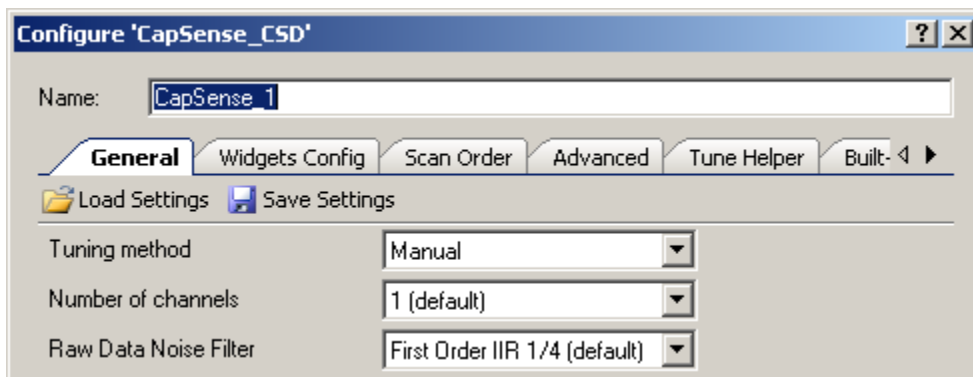 Configure 'CapSense_CSD'
Name: CapSense_1
General Widgets Config Scan Order Advanced Tune Helper Built-
Load Settings Save Settings
Tuning method Manual
Number of channels 1 (default)
Raw Data Noise Filter First Order IIR 1/4 (default)